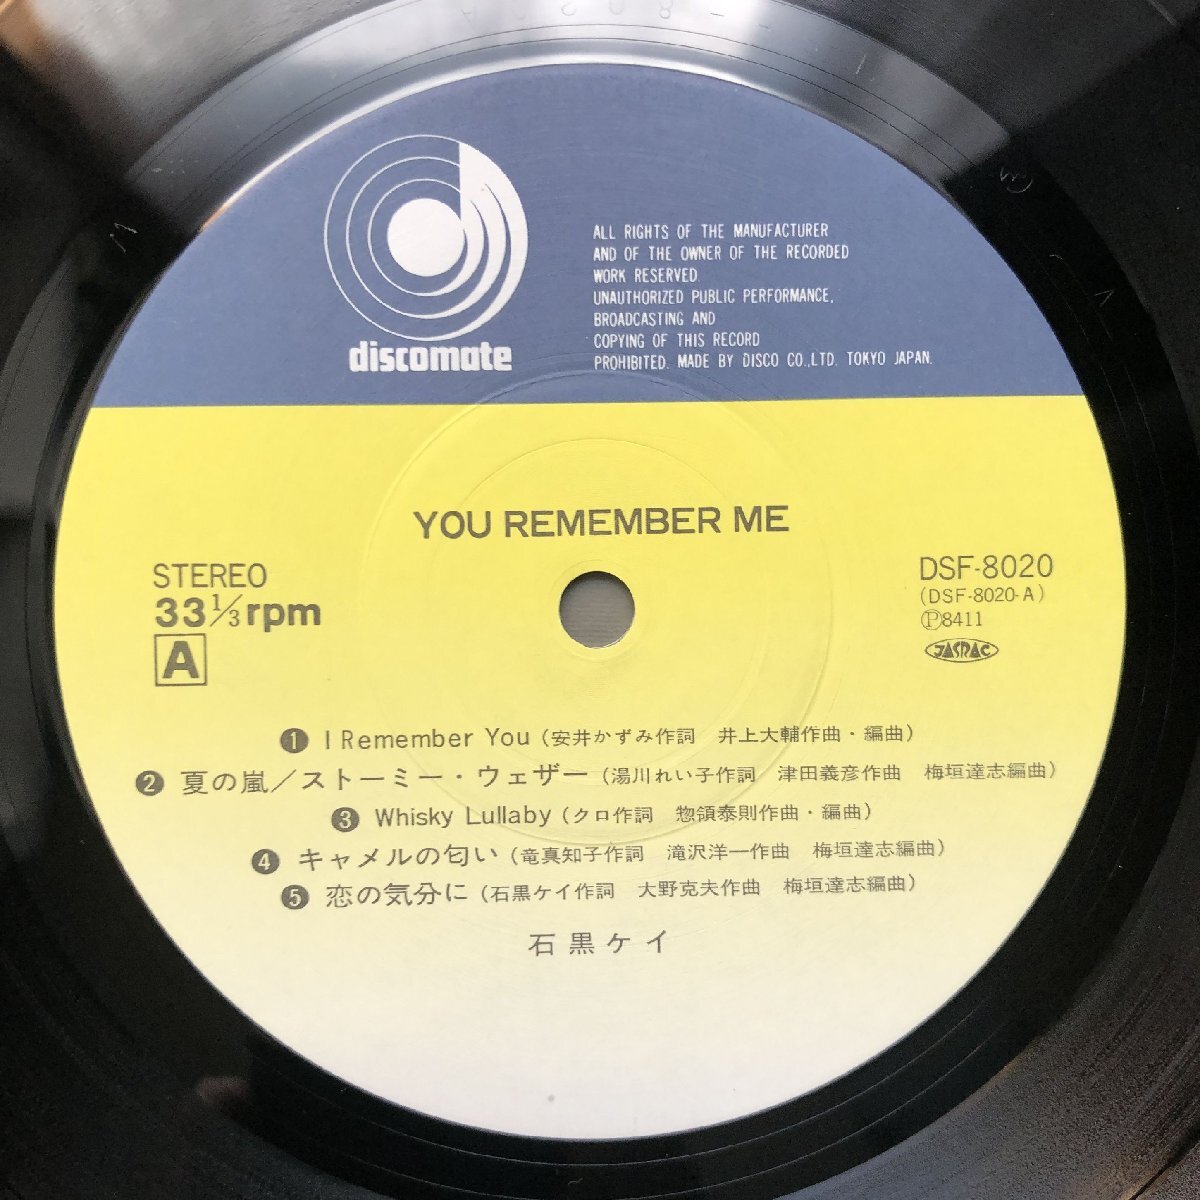 discomate
ALL RIGHTS OF THE MANUFACTURER
AND OF THE OWNER OF THE RECORDED
WORK RESERVED.
UNAUTHORIZED PUBLIC PERFORMANCE,
BROADCASTING AND
COPYING OF THIS RECORD
PROHIBITED. MADE BY DISCO CO.,LTD. TOKYO JAPAN.
YOU REMEMBER ME
STEREO
33 1/3 rpm
A
DSF-8020
(DSF-8020-A)
Ⓟ8411
JASRAC
❶ I Remember You (安井かずみ作詞 井上大輔作曲・編曲)
❷ 夏の嵐/ストーミー・ウェザー (湯川れい子作詞 津田義彦作曲 梅垣達志編曲)
❸ Whisky Lullaby (クロ作詞 惣領泰則作曲・編曲)
❹ キャメルの匂い (竜真知子作詞 滝沢洋一作曲 梅垣達志編曲)
❺ 恋の気分に (石黒ケイ作詞 大野克夫作曲 梅垣達志編曲)
石黒ケイ